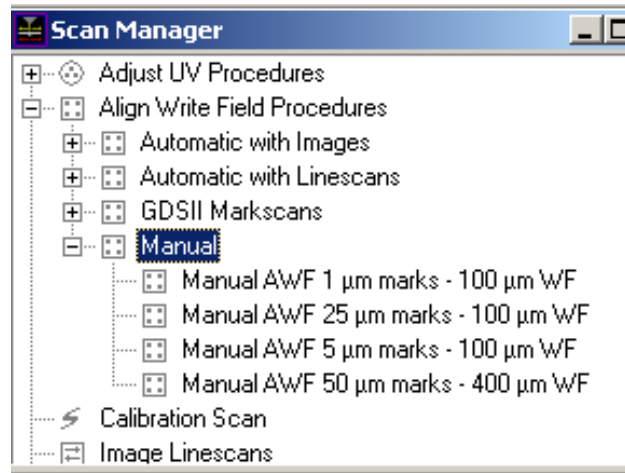 Scan Manager
Adjust UV Procedures
Align Write Field Procedures
Automatic with Images
Automatic with Linescans
GDSII Markscans
Manual
Manual AWF 1 µm marks - 100 µm WF
Manual AWF 25 µm marks - 100 µm WF
Manual AWF 5 µm marks - 100 µm WF
Manual AWF 50 µm marks - 400 µm WF
Calibration Scan
Image Linescans